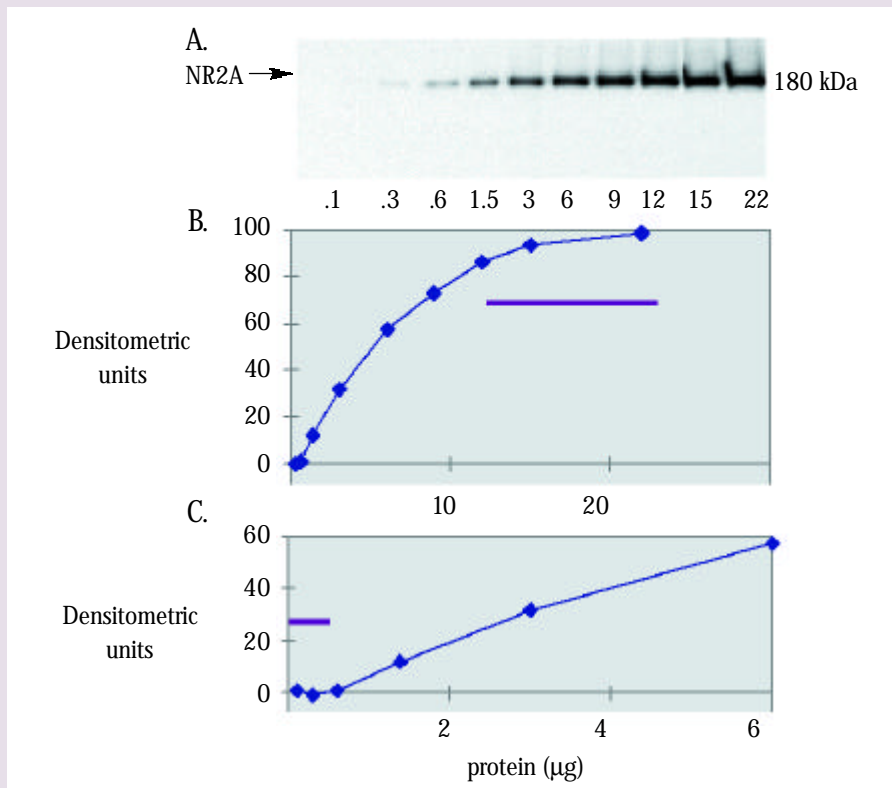 A.
NR2A
180 kDa
.1 .3 .6 1.5 3 6 9 12 15 22
B.
100
80
60
40
20
0
Densitometric
units
10 20
C.
60
40
20
0
Densitometric
units
2 4 6
protein (µg)